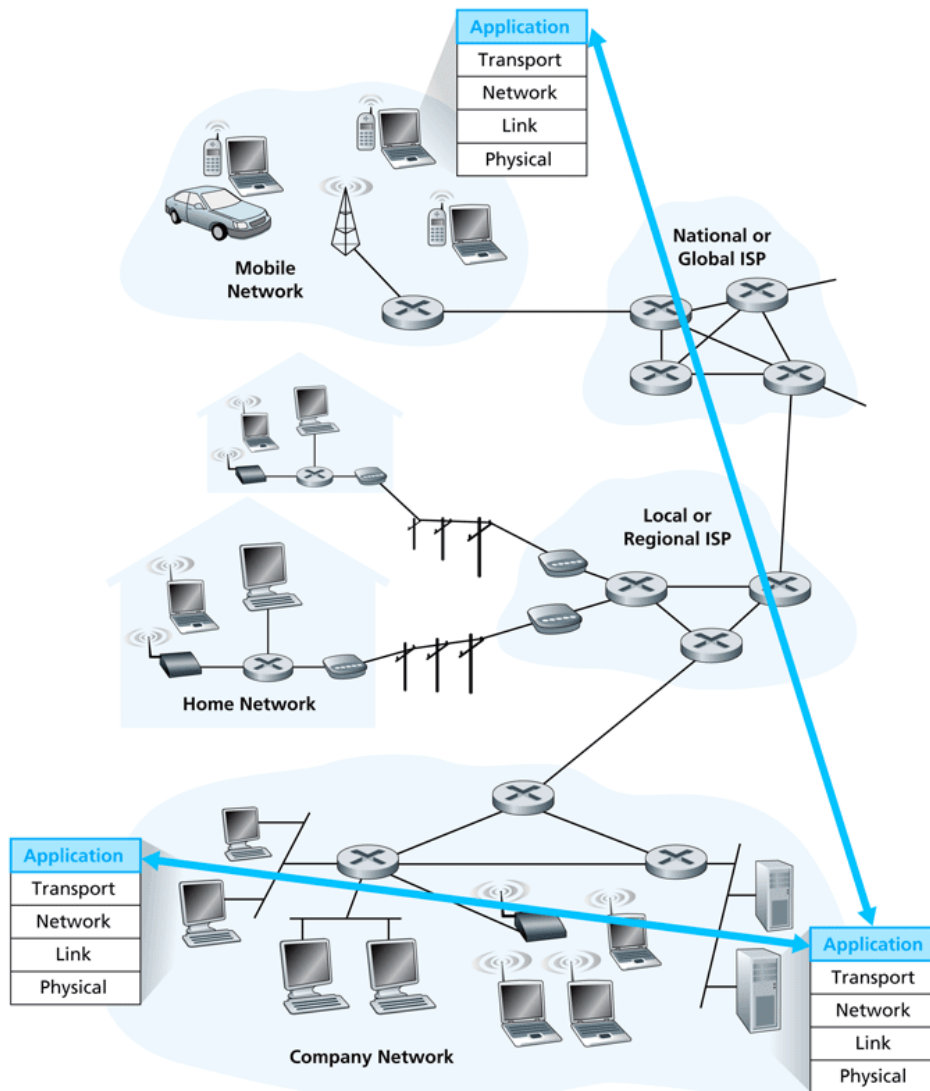 Application
Transport
Network
Link
Physical
National or
Global ISP
Mobile
Network
Local or
Regional ISP
Home Network
Application
Transport
Network
Link
Physical
Company Network
Application
Transport
Network
Link
Physical